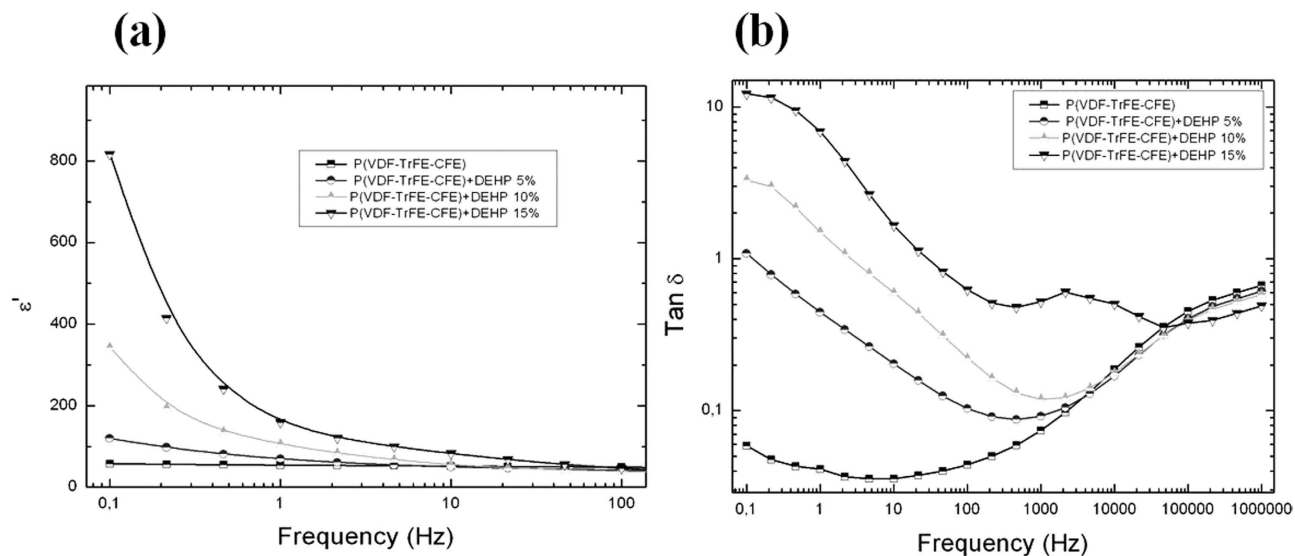 (a)
ε'
800
600
400
200
0
0,1
1
10
100
Frequency (Hz)
P(VDF-TrFE-CFE)
P(VDF-TrFE-CFE)+DEHP 5%
P(VDF-TrFE-CFE)+DEHP 10%
P(VDF-TrFE-CFE)+DEHP 15%
(b)
Tan δ
10
1
0,1
0,1
1
10
100
1000
10000
100000
1000000
Frequency (Hz)
P(VDF-TrFE-CFE)
P(VDF-TrFE-CFE)+DEHP 5%
P(VDF-TrFE-CFE)+DEHP 10%
P(VDF-TrFE-CFE)+DEHP 15%